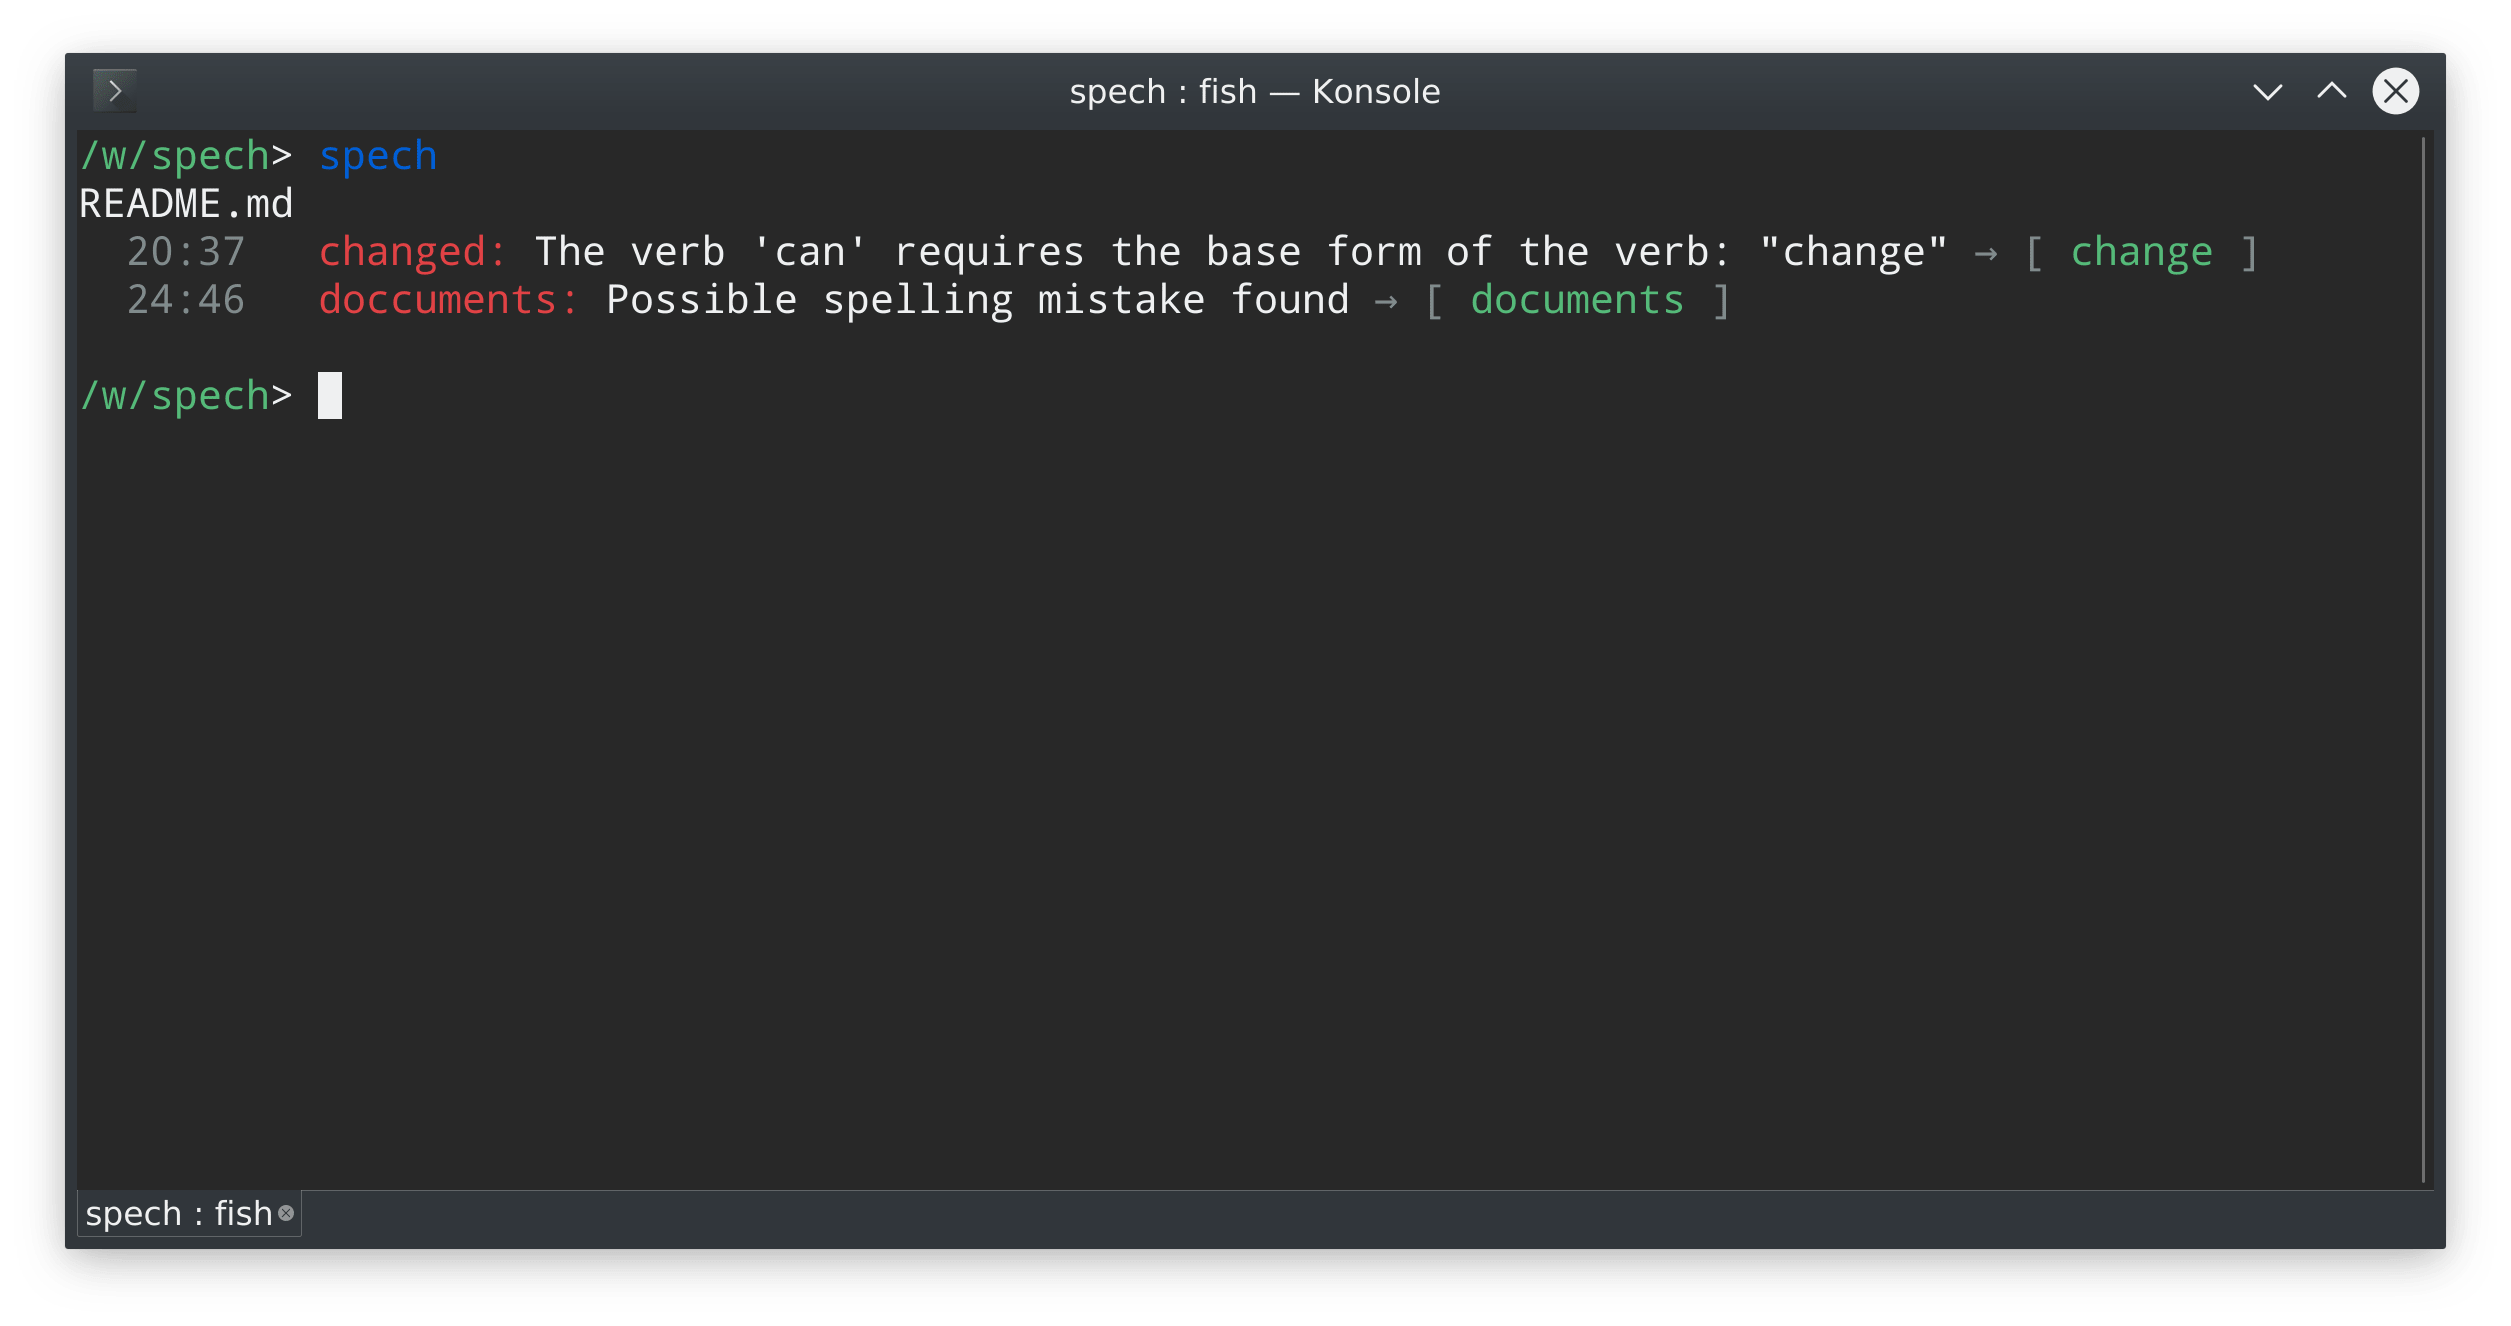 spech : fish — Konsole
/w/spech> spech
README.md
  20:37   changed: The verb 'can' requires the base form of the verb: "change" → [ change ]
  24:46   doccuments: Possible spelling mistake found → [ documents ]
/w/spech>
spech : fish